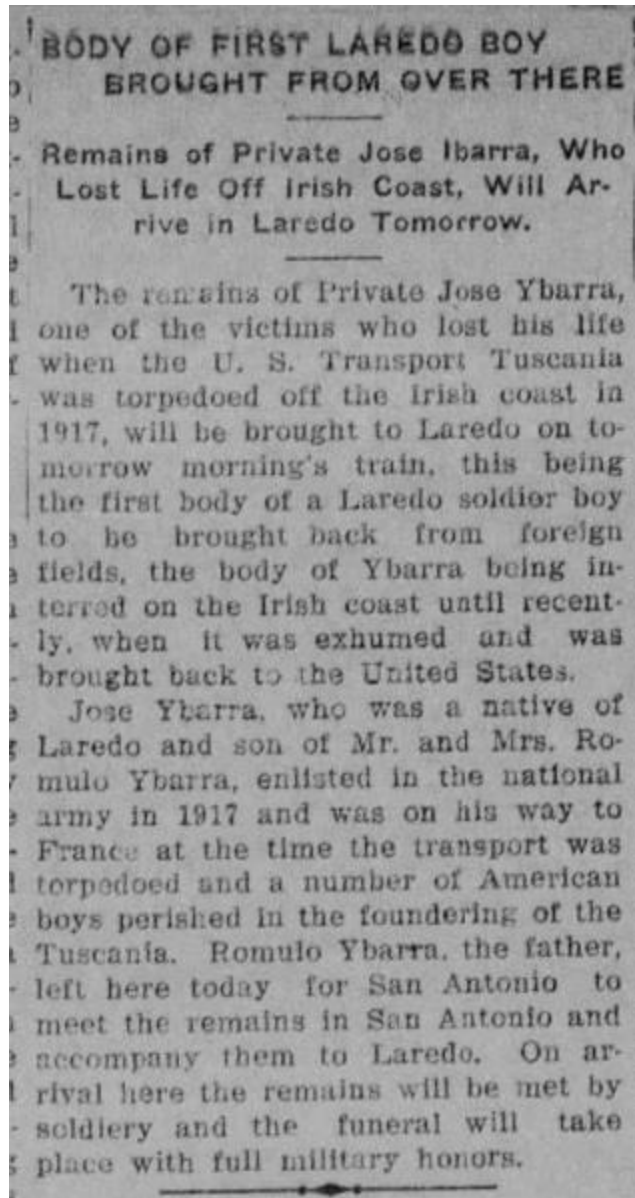 BODY OF FIRST LAREDO BOY
BROUGHT FROM OVER THERE
Remains of Private Jose Ibarra, Who
Lost Life Off Irish Coast, Will Ar-
rive in Laredo Tomorrow.
The remains of Private Jose Ybarra,
one of the victims who lost his life
when the U. S. Transport Tuscania
was torpedoed off the Irish coast in
1917, will be brought to Laredo on to-
morrow morning's train, this being
the first body of a Laredo soldier boy
to be brought back from foreign
fields, the body of Ybarra being in-
terred on the Irish coast until recent-
ly, when it was exhumed and was
brought back to the United States.
Jose Ybarra, who was a native of
Laredo and son of Mr. and Mrs. Ro-
mulo Ybarra, enlisted in the national
army in 1917 and was on his way to
France at the time the transport was
torpedoed and a number of American
boys perished in the foundering of the
Tuscania. Romulo Ybarra, the father,
left here today for San Antonio to
meet the remains in San Antonio and
accompany them to Laredo. On ar-
rival here the remains will be met by
soldiery and the funeral will take
place with full military honors.